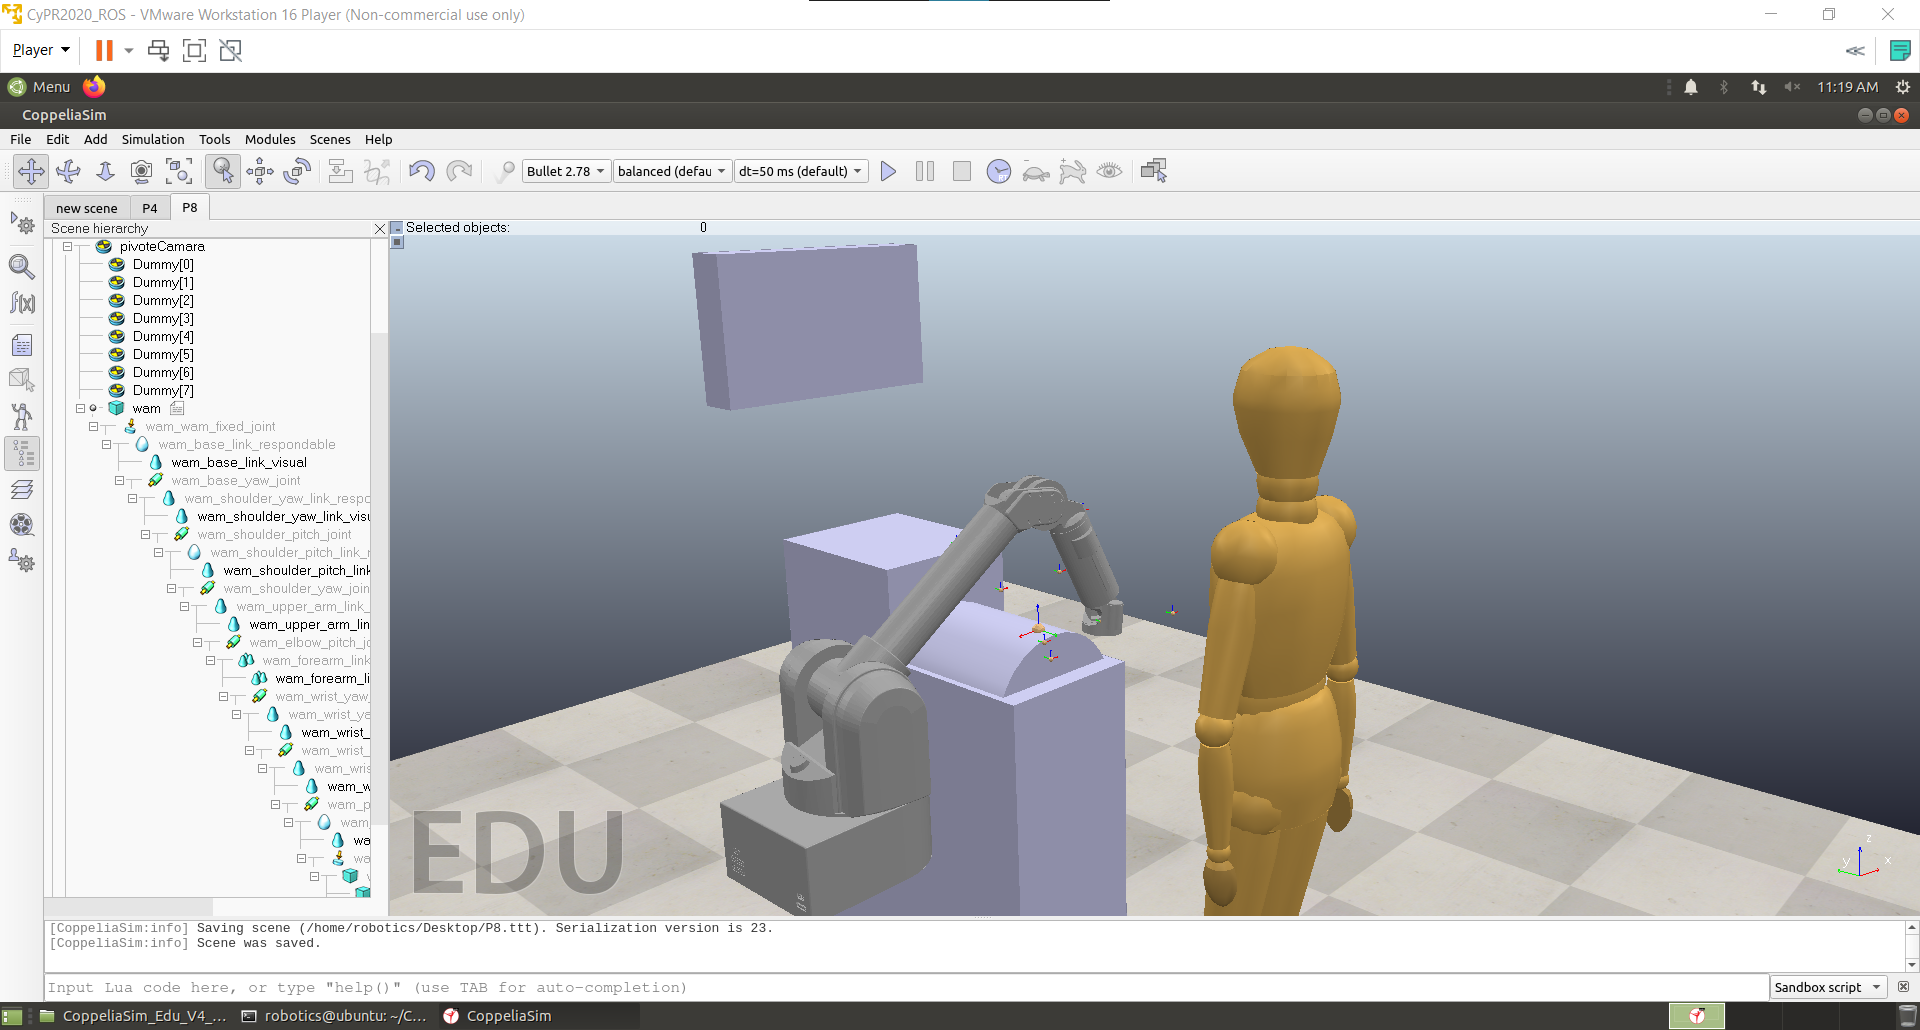 CyPR2020_ROS - VMware Workstation 16 Player (Non-commercial use only)
Player
Menu
11:19 AM
CoppeliaSim
File Edit Add Simulation Tools Modules Scenes Help
Bullet 2.78 balanced (defau dt=50 ms (default)
new scene P4 P8
Scene hierarchy
Selected objects: 0
pivoteCamara
Dummy[0]
Dummy[1]
Dummy[2]
Dummy[3]
Dummy[4]
Dummy[5]
Dummy[6]
Dummy[7]
wam
wam_wam_fixed_joint
wam_base_link_respondable
wam_base_link_visual
wam_base_yaw_joint
wam_shoulder_yaw_link_respo
wam_shoulder_yaw_link_visu
wam_shoulder_pitch_joint
wam_shoulder_pitch_link_r
wam_shoulder_pitch_link
wam_shoulder_yaw_join
wam_upper_arm_link_
wam_upper_arm_lin
wam_elbow_pitch_jo
wam_forearm_link
wam_forearm_li
wam_wrist_yaw_
wam_wrist_ya
wam_wrist_
wam_wrist_
wam_wris
wam_w
wam_p
wam_
wa
wa
EDU
z
y
x
[CoppeliaSim:info] Saving scene (/home/robotics/Desktop/P8.ttt). Serialization version is 23.
[CoppeliaSim:info] Scene was saved.
Input Lua code here, or type "help()" (use TAB for auto-completion)
Sandbox script
CoppeliaSim_Edu_V4_... robotics@ubuntu: ~/C... CoppeliaSim